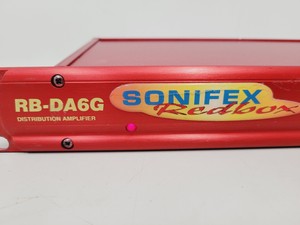 RB-DA6G
DISTRIBUTION AMPLIFIER
SONIFEX
Redbox